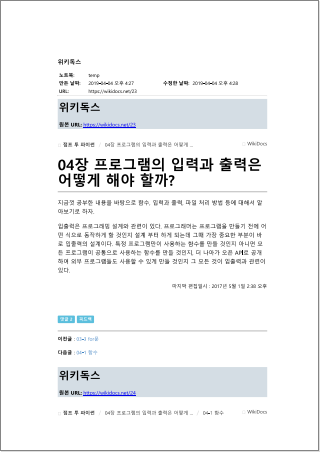 위키독스
노트북: temp
만든 날짜: 2019-04-04 오후 4:27 수정한 날짜: 2019-04-04 오후 4:28
URL: https://wikidocs.net/23
위키독스
원본 URL: https://wikidocs.net/23
점프 투 파이썬 / 04장 프로그램의 입력과 출력은 어떻게 ... WikiDocs
04장 프로그램의 입력과 출력은
어떻게 해야 할까?
지금껏 공부한 내용을 바탕으로 함수, 입력과 출력, 파일 처리 방법 등에 대해서 알
아보기로 하자.
입출력은 프로그래밍 설계와 관련이 있다. 프로그래머는 프로그램을 만들기 전에 어
떤 식으로 동작하게 할 것인지 설계 부터 하게 되는데 그때 가장 중요한 부분이 바
로 입출력의 설계이다. 특정 프로그램만이 사용하는 함수를 만들 것인지 아니면 모
든 프로그램이 공통으로 사용하는 함수를 만들 것인지, 더 나아가 오픈 API로 공개
하여 외부 프로그램들도 사용할 수 있게 만들 것인지 그 모든 것이 입출력과 관련이
있다.
마지막 편집일시 : 2017년 5월 1일 2:38 오후
피드백
이전글 : 03-3 for문
다음글 : 04-1 함수
위키독스
원본 URL: https://wikidocs.net/24
점프 투 파이썬 / 04장 프로그램의 입력과 출력은 어떻게 ... / 04-1 함수 WikiDocs